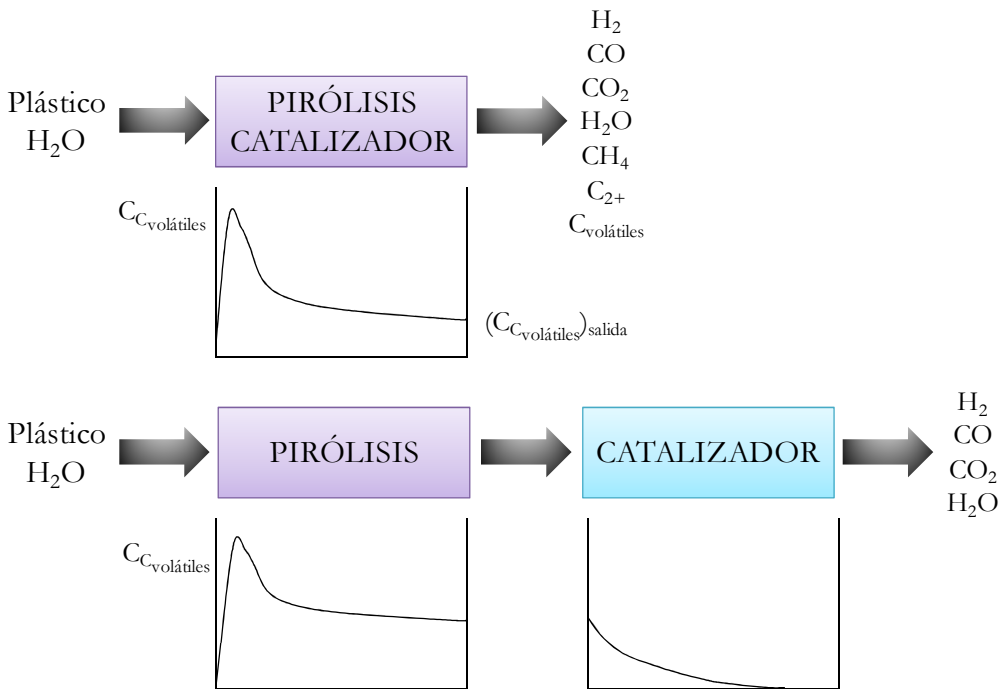 Plástico
H₂O
PIRÓLISIS
CATALIZADOR
H₂
CO
CO₂
H₂O
CH₄
C₂₊
Cvolátiles
CCvolátiles
(CCvolátiles)salida
Plástico
H₂O
PIRÓLISIS
CATALIZADOR
H₂
CO
CO₂
H₂O
CCvolátiles